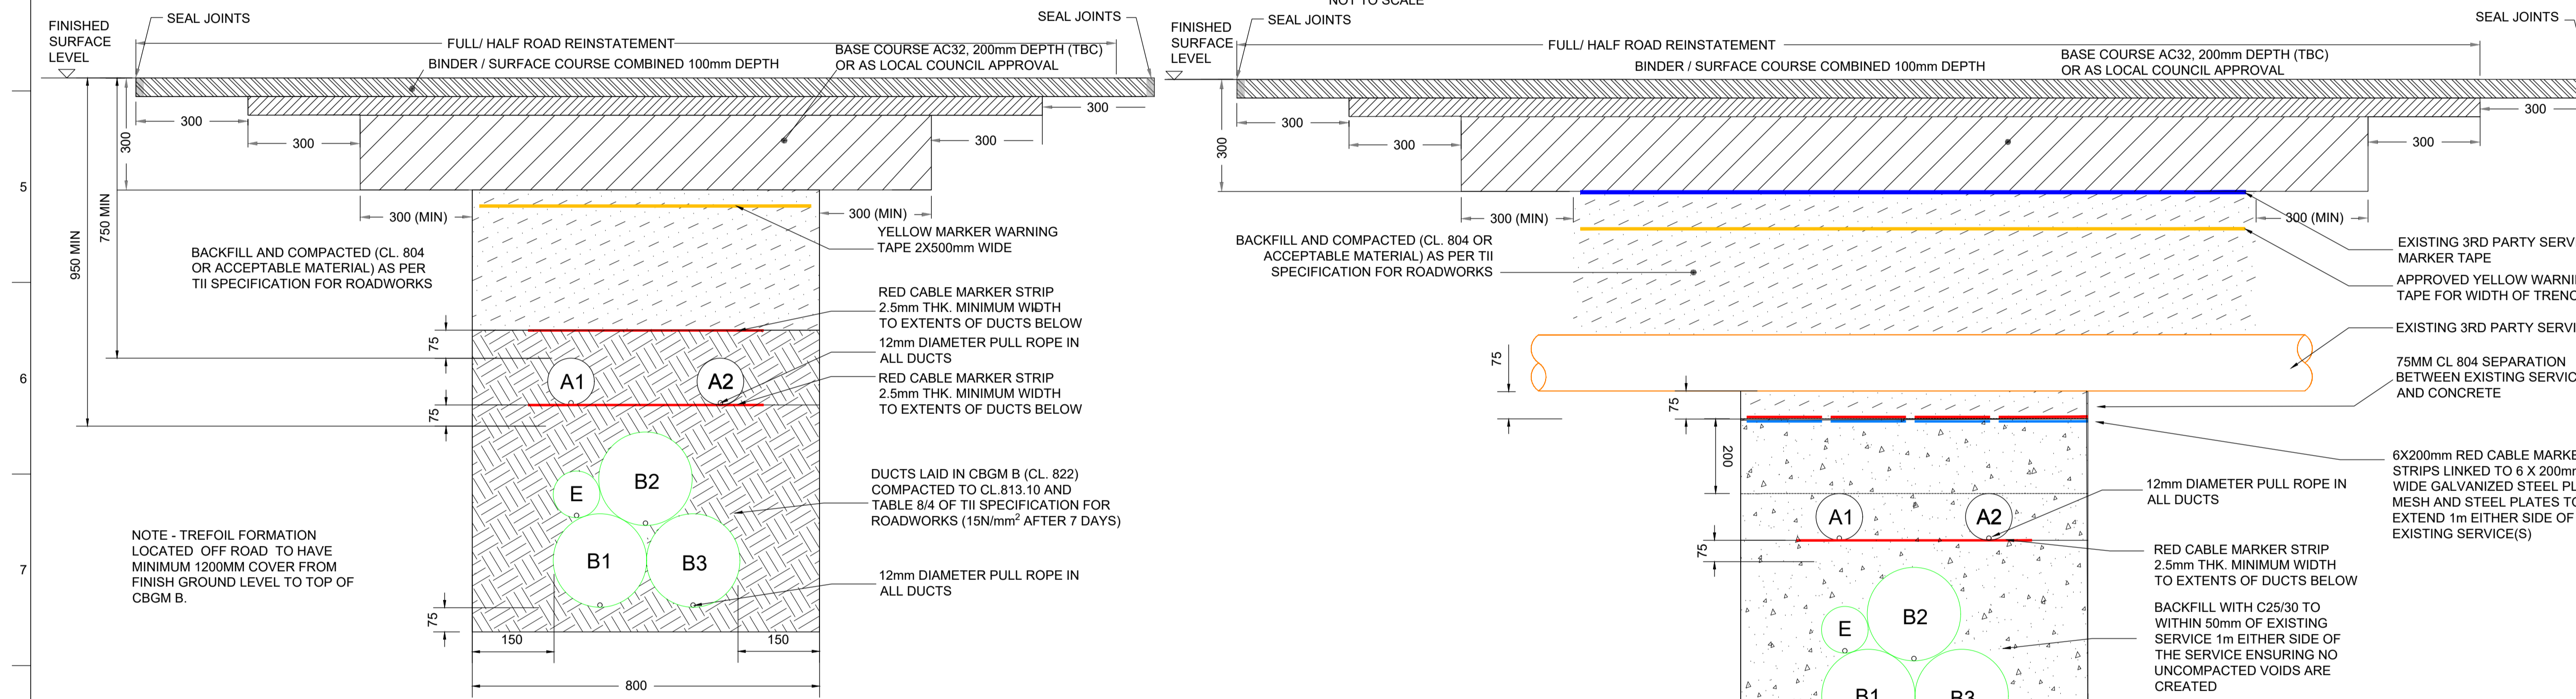 NOT TO SCALE
FINISHED
SURFACE
LEVEL
SEAL JOINTS
SEAL JOINTS
FULL/ HALF ROAD REINSTATEMENT
BINDER / SURFACE COURSE COMBINED 100mm DEPTH
BASE COURSE AC32, 200mm DEPTH (TBC)
OR AS LOCAL COUNCIL APPROVAL
300
300
300
300
300
300 (MIN)
300 (MIN)
750 MIN
950 MIN
5
6
7
BACKFILL AND COMPACTED (CL. 804
OR ACCEPTABLE MATERIAL) AS PER
TII SPECIFICATION FOR ROADWORKS
YELLOW MARKER WARNING
TAPE 2X500mm WIDE
RED CABLE MARKER STRIP
2.5mm THK. MINIMUM WIDTH
TO EXTENTS OF DUCTS BELOW
12mm DIAMETER PULL ROPE IN
ALL DUCTS
RED CABLE MARKER STRIP
2.5mm THK. MINIMUM WIDTH
TO EXTENTS OF DUCTS BELOW
75
75
A1
A2
E
B2
B1
B3
DUCTS LAID IN CBGM B (CL. 822)
COMPACTED TO CL.813.10 AND
TABLE 8/4 OF TII SPECIFICATION FOR
ROADWORKS (15N/mm² AFTER 7 DAYS)
NOTE - TREFOIL FORMATION
LOCATED OFF ROAD TO HAVE
MINIMUM 1200MM COVER FROM
FINISH GROUND LEVEL TO TOP OF
CBGM B.
12mm DIAMETER PULL ROPE IN
ALL DUCTS
75
150
150
800
FINISHED
SURFACE
LEVEL
SEAL JOINTS
SEAL JOINTS
FULL/ HALF ROAD REINSTATEMENT
BINDER / SURFACE COURSE COMBINED 100mm DEPTH
BASE COURSE AC32, 200mm DEPTH (TBC)
OR AS LOCAL COUNCIL APPROVAL
300
300
300
300
300
300 (MIN)
300 (MIN)
BACKFILL AND COMPACTED (CL. 804 OR
ACCEPTABLE MATERIAL) AS PER TII
SPECIFICATION FOR ROADWORKS
EXISTING 3RD PARTY SERV
MARKER TAPE
APPROVED YELLOW WARNI
TAPE FOR WIDTH OF TRENC
EXISTING 3RD PARTY SERVI
75MM CL 804 SEPARATION
BETWEEN EXISTING SERVIC
AND CONCRETE
75
75
200
75
6X200mm RED CABLE MARKE
STRIPS LINKED TO 6 X 200mm
WIDE GALVANIZED STEEL PL
MESH AND STEEL PLATES TO
EXTEND 1m EITHER SIDE OF
EXISTING SERVICE(S)
12mm DIAMETER PULL ROPE IN
ALL DUCTS
A1
A2
RED CABLE MARKER STRIP
2.5mm THK. MINIMUM WIDTH
TO EXTENTS OF DUCTS BELOW
E
B2
B1
B3
BACKFILL WITH C25/30 TO
WITHIN 50mm OF EXISTING
SERVICE 1m EITHER SIDE OF
THE SERVICE ENSURING NO
UNCOMPACTED VOIDS ARE
CREATED